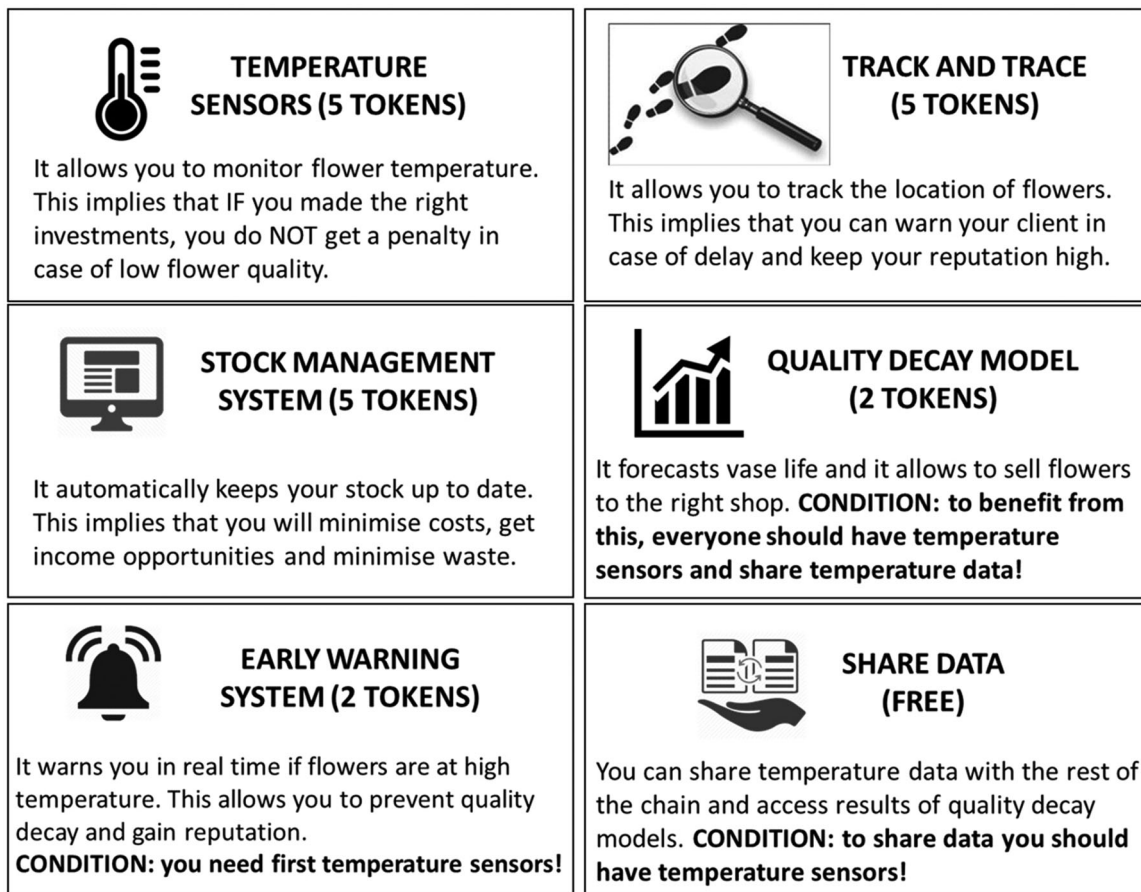 TEMPERATURE
SENSORS (5 TOKENS)
It allows you to monitor flower temperature.
This implies that IF you made the right
investments, you do NOT get a penalty in
case of low flower quality.
TRACK AND TRACE
(5 TOKENS)
It allows you to track the location of flowers.
This implies that you can warn your client in
case of delay and keep your reputation high.
STOCK MANAGEMENT
SYSTEM (5 TOKENS)
It automatically keeps your stock up to date.
This implies that you will minimise costs, get
income opportunities and minimise waste.
QUALITY DECAY MODEL
(2 TOKENS)
It forecasts vase life and it allows to sell flowers
to the right shop. CONDITION: to benefit from
this, everyone should have temperature
sensors and share temperature data!
EARLY WARNING
SYSTEM (2 TOKENS)
It warns you in real time if flowers are at high
temperature. This allows you to prevent quality
decay and gain reputation.
CONDITION: you need first temperature sensors!
SHARE DATA
(FREE)
You can share temperature data with the rest of
the chain and access results of quality decay
models. CONDITION: to share data you should
have temperature sensors!